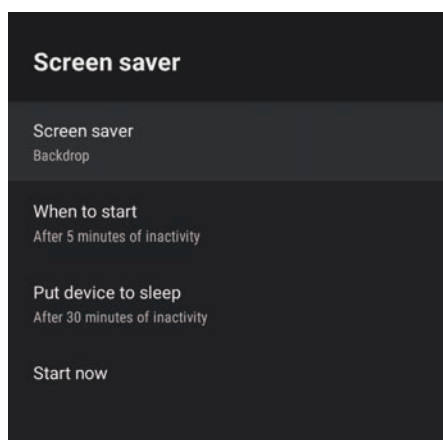 Screen saver
Screen saver
Backdrop
When to start
After 5 minutes of inactivity
Put device to sleep
After 30 minutes of inactivity
Start now